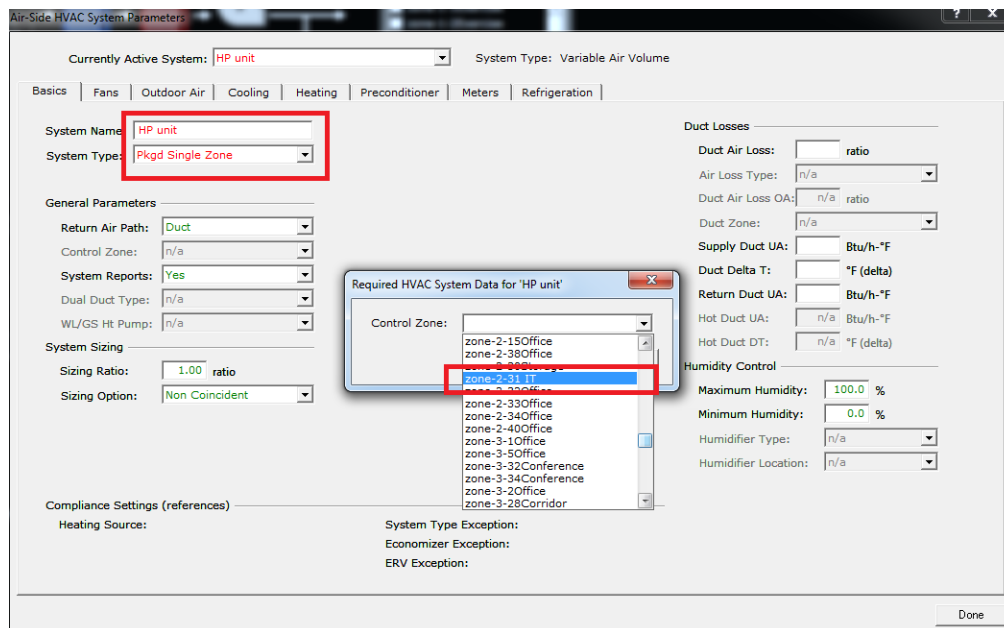 Air-Side HVAC System Parameters
? X
Currently Active System: HP unit System Type: Variable Air Volume
Basics Fans Outdoor Air Cooling Heating Preconditioner Meters Refrigeration
System Name: HP unit
System Type: Pkgd Single Zone
General Parameters
Return Air Path: Duct
Control Zone: n/a
System Reports: Yes
Dual Duct Type: n/a
WL/GS Ht Pump: n/a
System Sizing
Sizing Ratio: 1.00 ratio
Sizing Option: Non Coincident
Required HVAC System Data for 'HP unit'
X
Control Zone:
zone-2-15Office
zone-2-38Office
zone-2-31 IT
zone-2-33Office
zone-2-34Office
zone-2-40Office
zone-3-1Office
zone-3-5Office
zone-3-32Conference
zone-3-34Conference
zone-3-2Office
zone-3-28Corridor
Duct Losses
Duct Air Loss: ratio
Air Loss Type: n/a
Duct Air Loss OA: n/a ratio
Duct Zone: n/a
Supply Duct UA: Btu/h-°F
Duct Delta T: °F (delta)
Return Duct UA: Btu/h-°F
Hot Duct UA: n/a Btu/h-°F
Hot Duct DT: n/a °F (delta)
Humidity Control
Maximum Humidity: 100.0 %
Minimum Humidity: 0.0 %
Humidifier Type: n/a
Humidifier Location: n/a
Compliance Settings (references)
Heating Source:
System Type Exception:
Economizer Exception:
ERV Exception:
Done